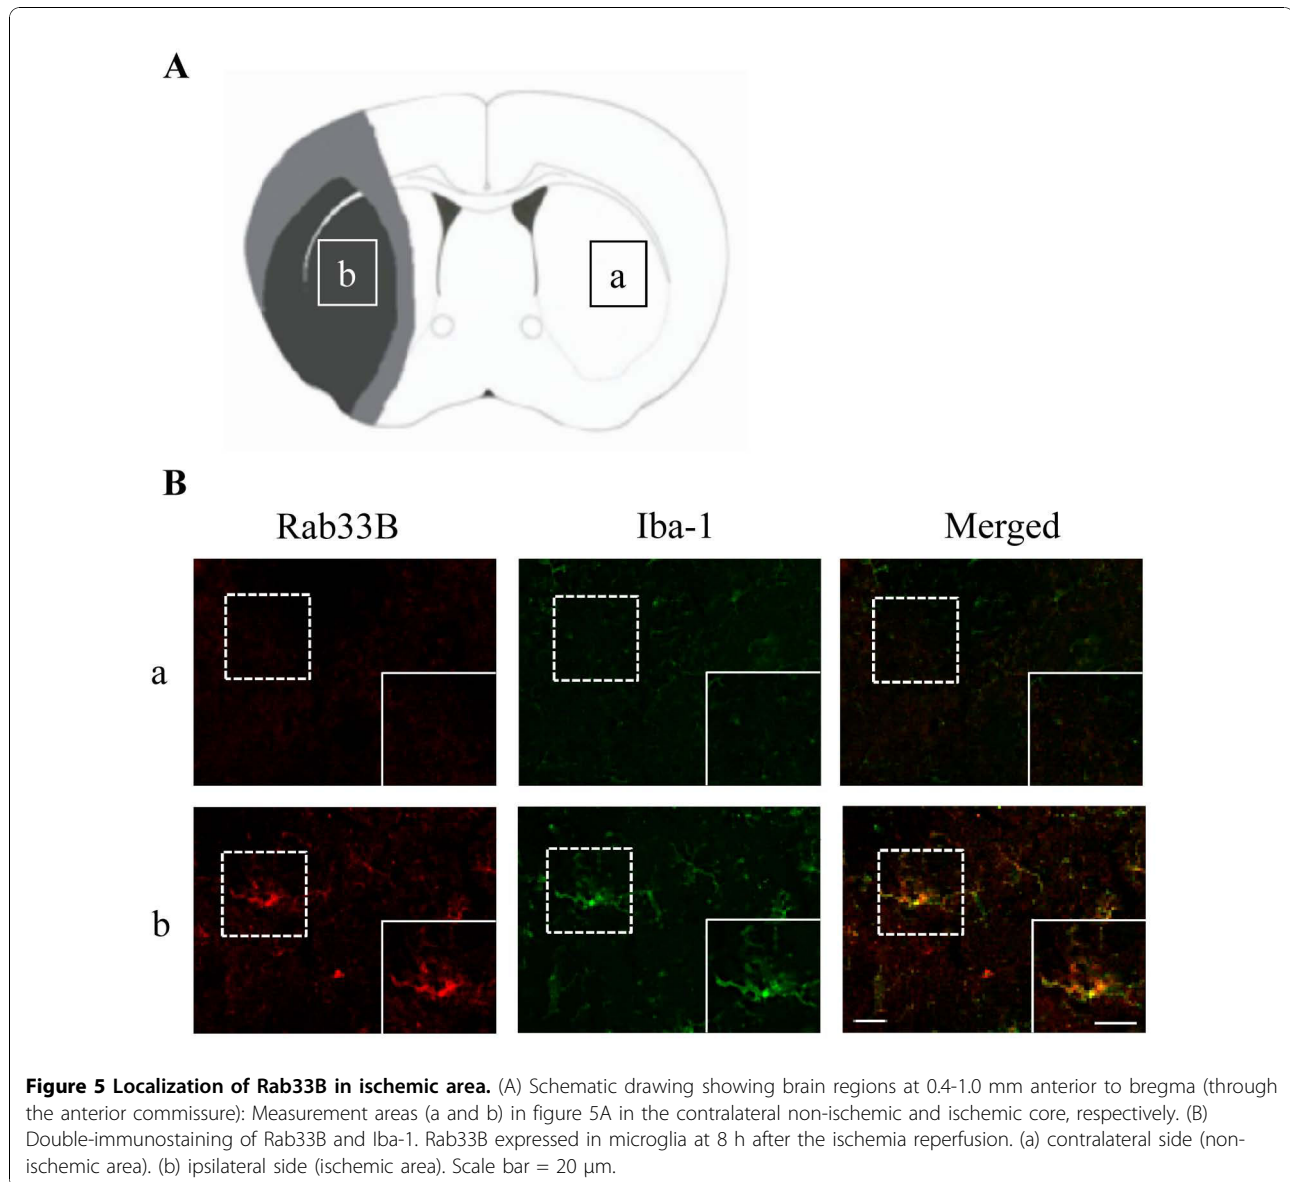 A
b
a
B
Rab33B Iba-1 Merged
a
b
Figure 5 Localization of Rab33B in ischemic area. (A) Schematic drawing showing brain regions at 0.4-1.0 mm anterior to bregma (through
the anterior commissure): Measurement areas (a and b) in figure 5A in the contralateral non-ischemic and ischemic core, respectively. (B)
Double-immunostaining of Rab33B and Iba-1. Rab33B expressed in microglia at 8 h after the ischemia reperfusion. (a) contralateral side (non-
ischemic area). (b) ipsilateral side (ischemic area). Scale bar = 20 μm.